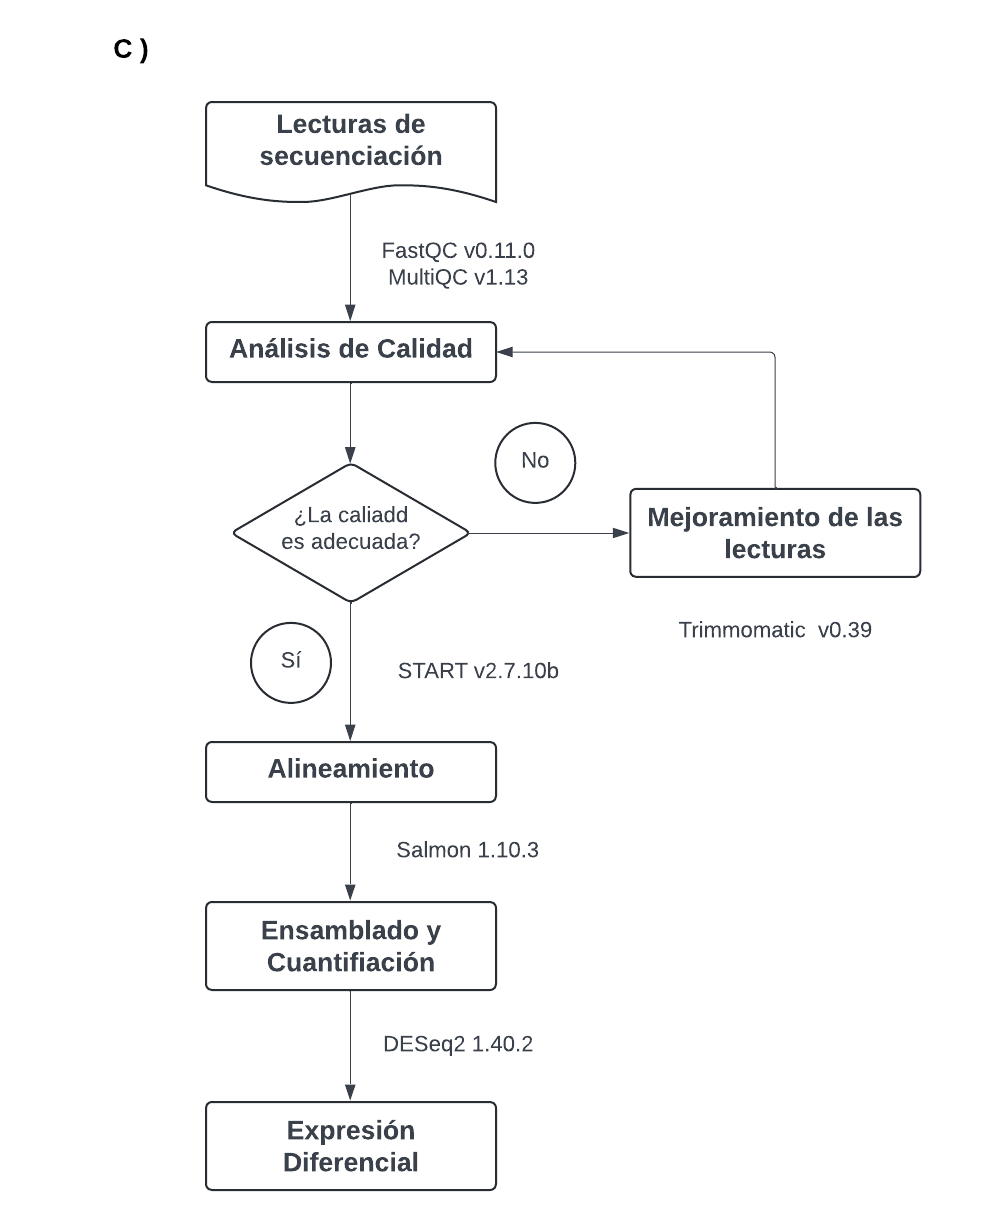 C )
Lecturas de
secuenciación
FastQC v0.11.0
MultiQC v1.13
Análisis de Calidad
No
¿La caliadd
es adecuada?
Mejoramiento de las
lecturas
Trimmomatic  v0.39
Sí
START v2.7.10b
Alineamiento
Salmon 1.10.3
Ensamblado y
Cuantifiación
DESeq2 1.40.2
Expresión
Diferencial